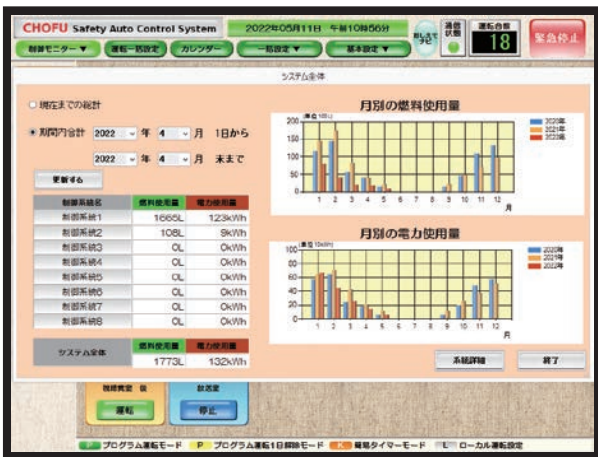 CHOFU Safety Auto Control System
2022年05月11日 午前10時56分
おしえてナビ
通信状態
運転台数
18
緊急停止
制御モニター ▼
運転一括設定
カレンダー
一括設定 ▼
基本設定 ▼
システム全体
現在までの総計
期間内合計 2022 年 4 月 1日から
2022 年 4 月 末まで
更新する
制御系統名 燃料使用量 電力使用量
制御系統1 1665L 123kWh
制御系統2 108L 9kWh
制御系統3 0L 0kWh
制御系統4 0L 0kWh
制御系統5 0L 0kWh
制御系統6 0L 0kWh
制御系統7 0L 0kWh
制御系統8 0L 0kWh
システム全体 燃料使用量 電力使用量
1773L 132kWh
月別の燃料使用量
200
150
100
50
0
1 2 3 4 5 6 7 8 9 10 11 12
月
2020年
2021年
2022年
月別の電力使用量
100
80
60
40
20
0
1 2 3 4 5 6 7 8 9 10 11 12
月
2020年
2021年
2022年
系統詳細
終了
運転
放送室
停止
P プログラム運転モード P プログラム運転1日解除モード K 簡易タイマーモード L ローカル運転設定